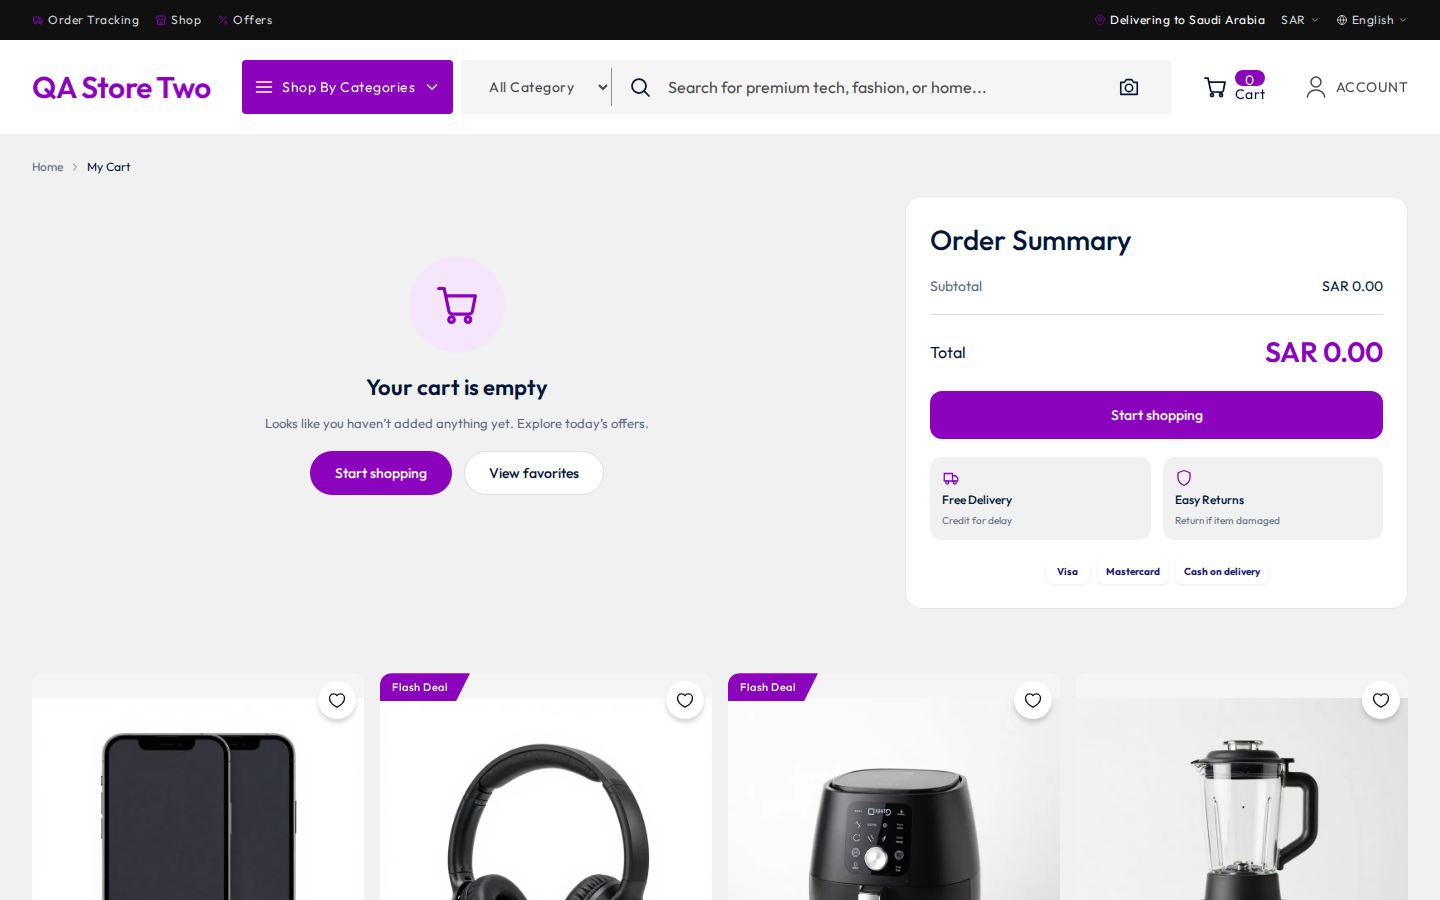 Order Tracking
Shop
Offers
Delivering to Saudi Arabia
SAR
English
QA Store Two
Shop By Categories
All Category
Search for premium tech, fashion, or home...
0
Cart
ACCOUNT
Home
My Cart
Your cart is empty
Looks like you haven’t added anything yet. Explore today’s offers.
Start shopping
View favorites
Order Summary
Subtotal
SAR 0.00
Total
SAR 0.00
Start shopping
Free Delivery
Credit for delay
Easy Returns
Return if item damaged
Visa
Mastercard
Cash on delivery
Flash Deal
Flash Deal